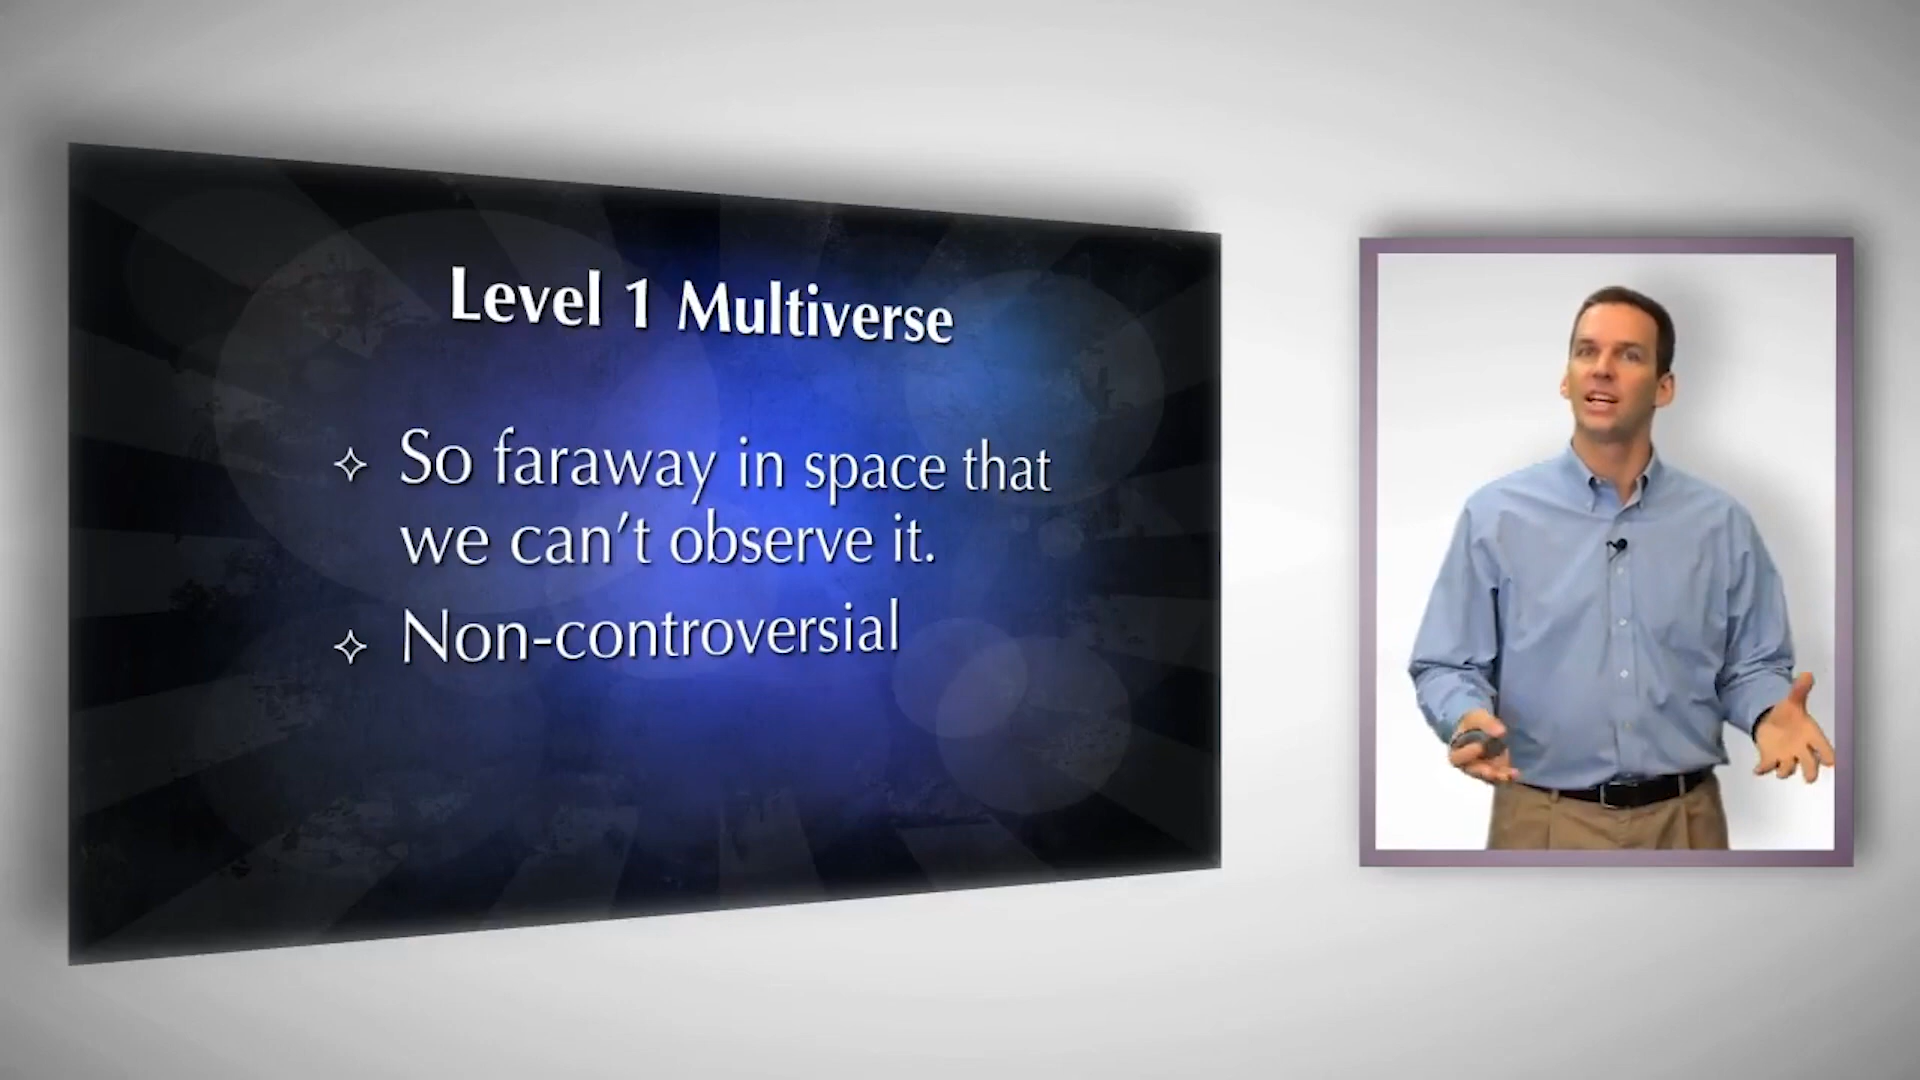 Level 1 Multiverse
✧ So faraway in space that
we can't observe it.
✧ Non-controversial